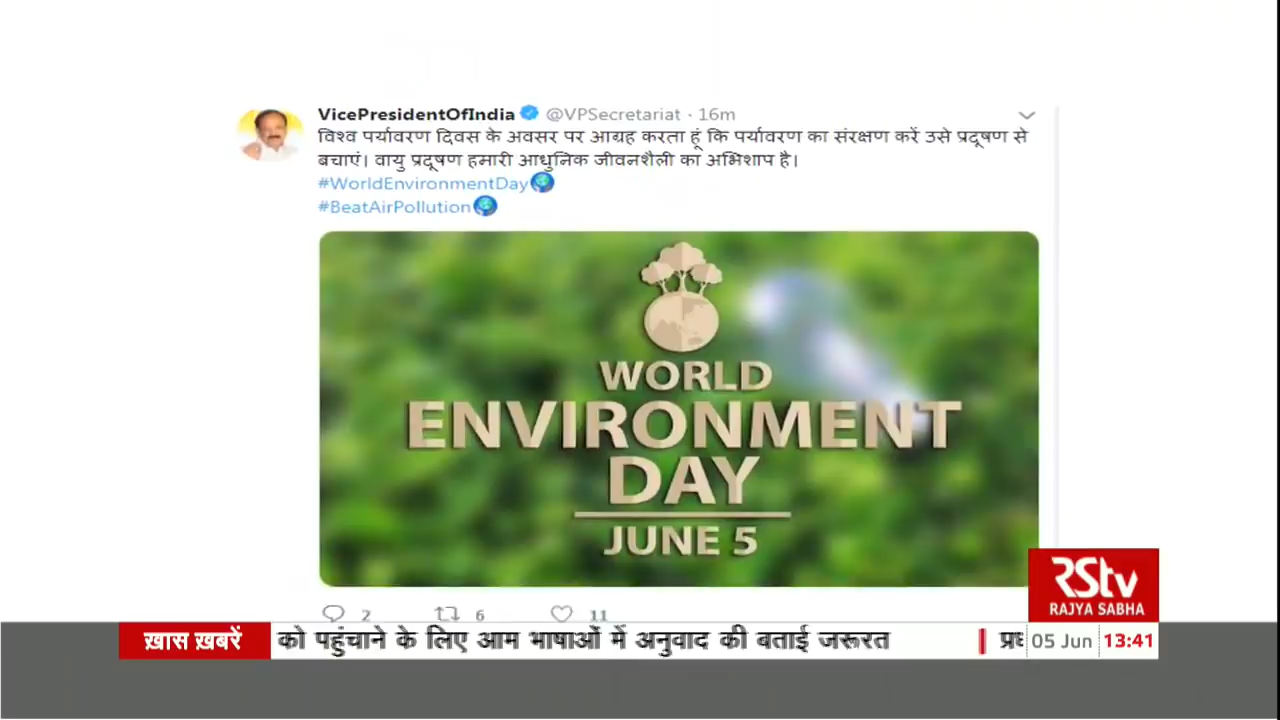 VicePresidentOfIndia @VPSecretariat · 16m
विश्व पर्यावरण दिवस के अवसर पर आग्रह करता हूं कि पर्यावरण का संरक्षण करें उसे प्रदूषण से
बचाएं। वायु प्रदूषण हमारी आधुनिक जीवनशैली का अभिशाप है।
#WorldEnvironmentDay
#BeatAirPollution
WORLD
ENVIRONMENT
DAY
JUNE 5
2 6 11
RStv
RAJYA SABHA
ख़ास ख़बरें को पहुंचाने के लिए आम भाषाओं में अनुवाद की बताई जरूरत 05 Jun 13:41